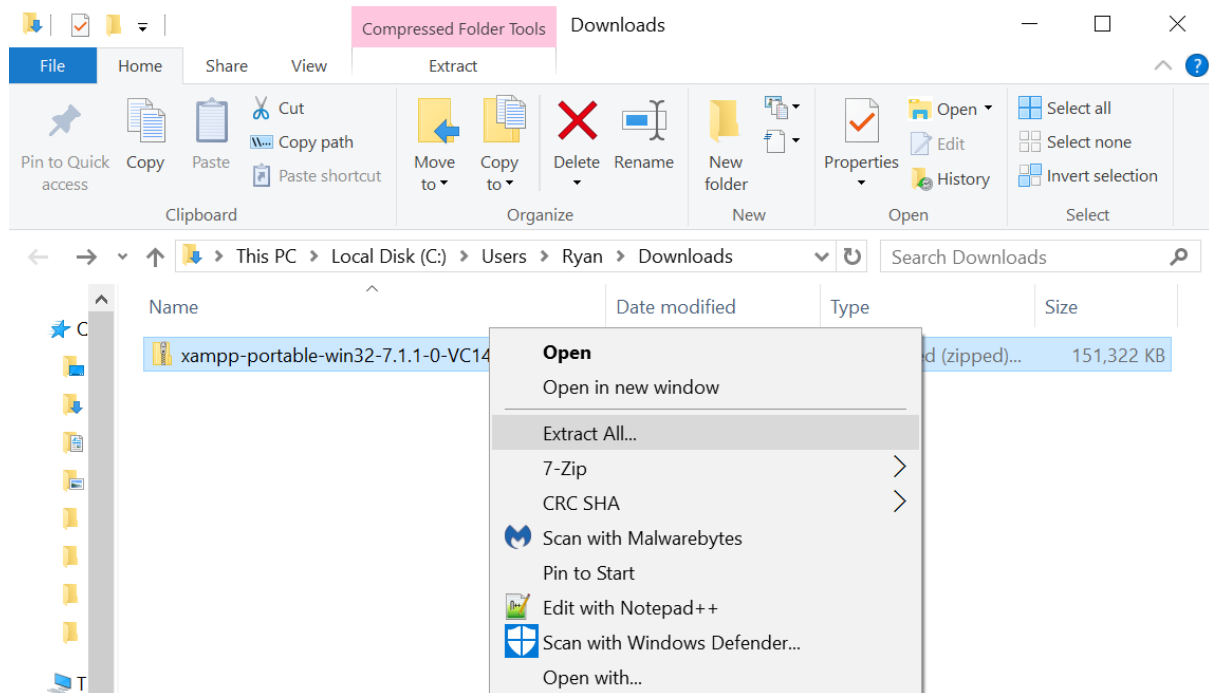 Compressed Folder Tools Downloads
File Home Share View Extract
Pin to Quick access
Copy
Paste
Cut
Copy path
Paste shortcut
Clipboard
Move to
Copy to
Delete
Rename
Organize
New folder
New
Properties
Open
Edit
History
Open
Select all
Select none
Invert selection
Select
This PC > Local Disk (C:) > Users > Ryan > Downloads
Search Downloads
Name Date modified Type Size
xampp-portable-win32-7.1.1-0-VC14
ed (zipped)... 151,322 KB
Open
Open in new window
Extract All...
7-Zip
CRC SHA
Scan with Malwarebytes
Pin to Start
Edit with Notepad++
Scan with Windows Defender...
Open with...